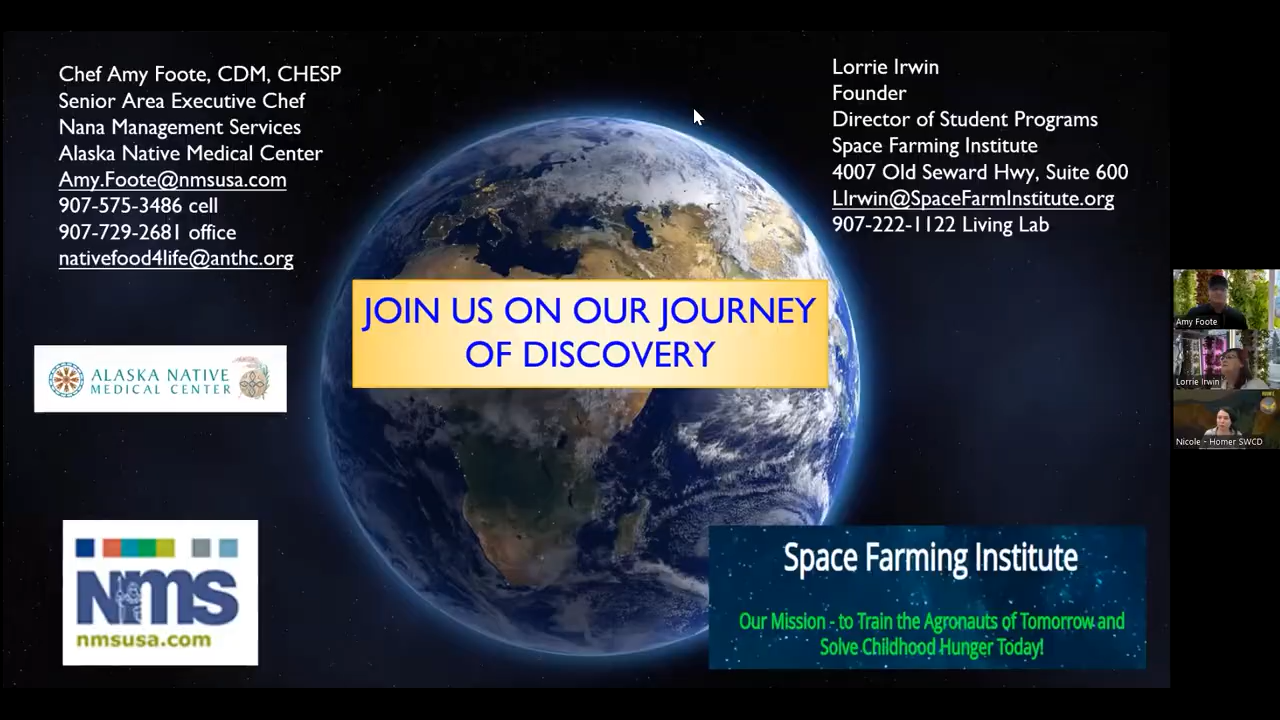 Chef Amy Foote, CDM, CHESP
Senior Area Executive Chef
Nana Management Services
Alaska Native Medical Center
Amy.Foote@nmsusa.com
907-575-3486 cell
907-729-2681 office
nativefood4life@anthc.org
Lorrie Irwin
Founder
Director of Student Programs
Space Farming Institute
4007 Old Seward Hwy, Suite 600
LIrwin@SpaceFarmInstitute.org
907-222-1122 Living Lab
JOIN US ON OUR JOURNEY
OF DISCOVERY
ALASKA NATIVE
MEDICAL CENTER
NMS
nmsusa.com
Space Farming Institute
Our Mission - to Train the Agronauts of Tomorrow and
Solve Childhood Hunger Today!
Amy Foote
Lorrie Irwin
Nicole - Homer SWCD